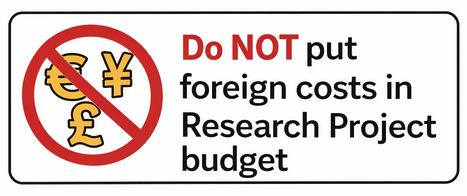 Do NOT put
foreign costs in
Research Project
budget
€ ¥
£